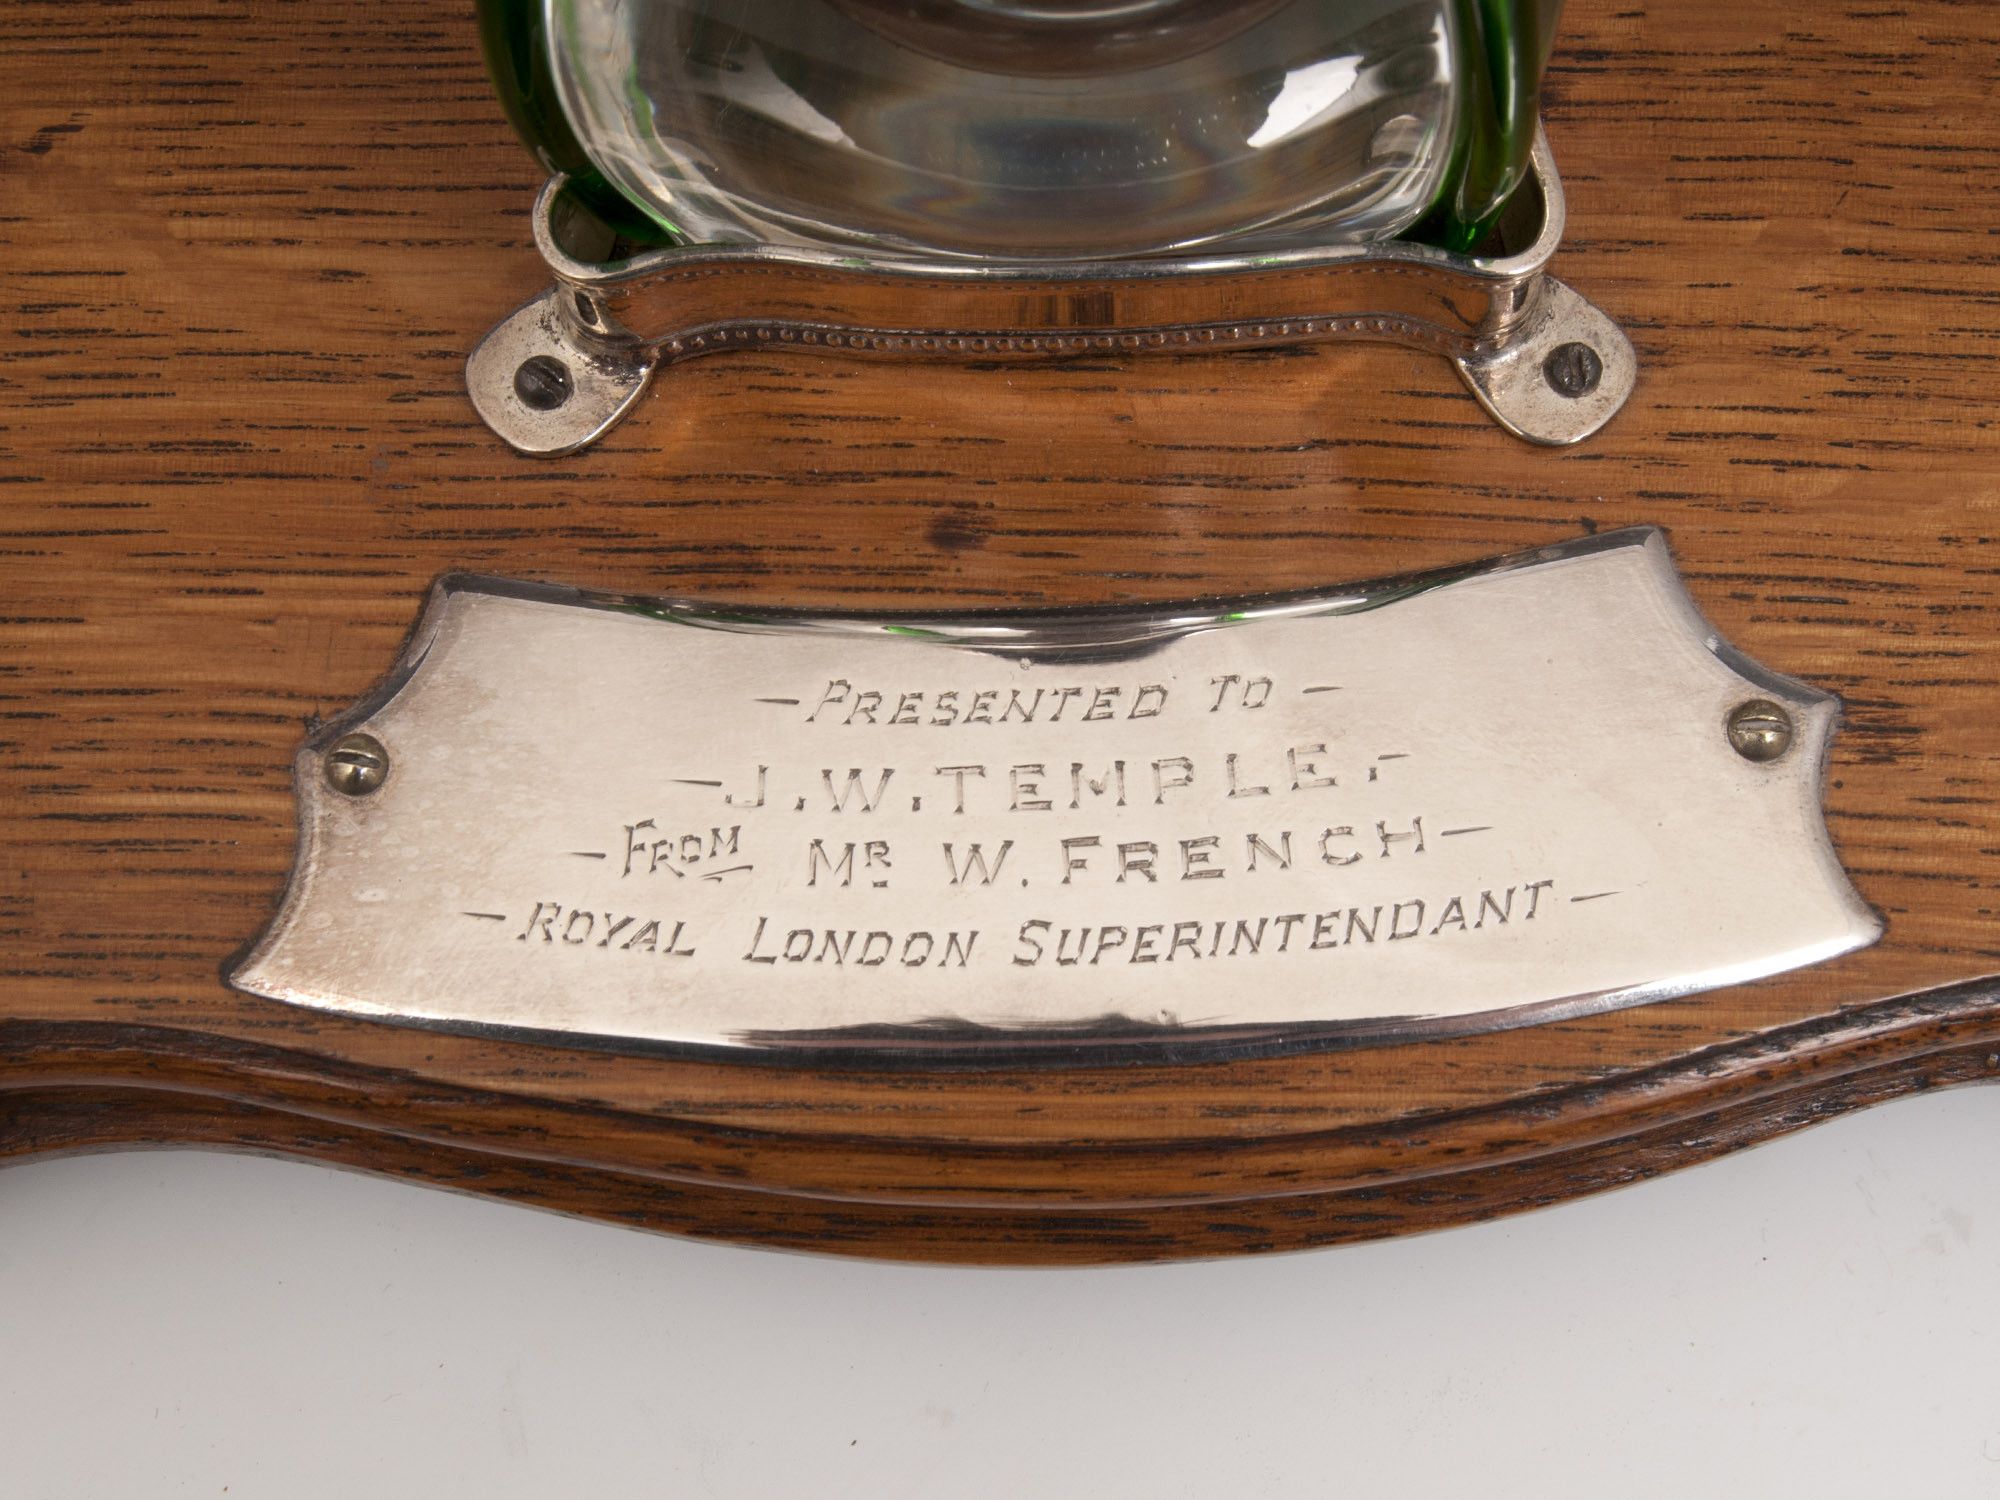 - PRESENTED TO -
- J. W. TEMPLE. -
- FROM MR W. FRENCH -
- ROYAL LONDON SUPERINTENDANT -